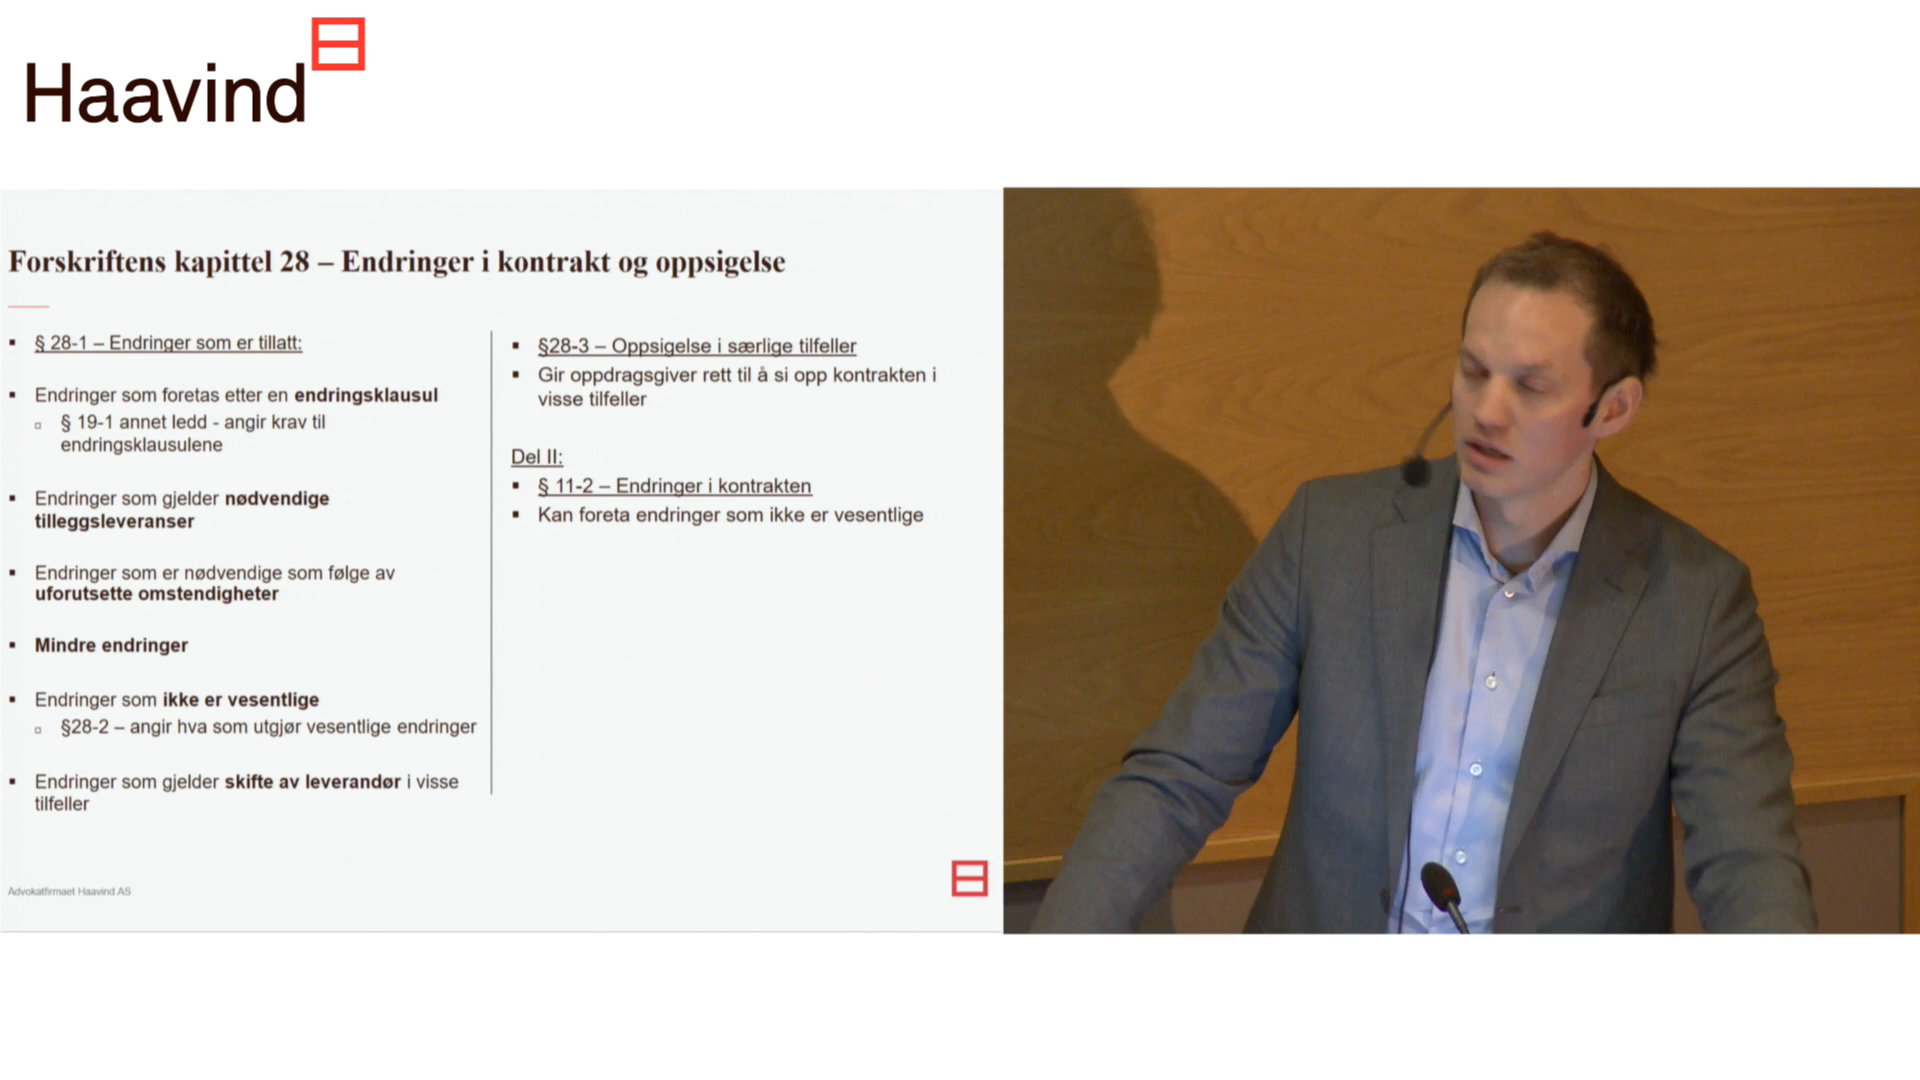 Haavind
Forskriftens kapittel 28 – Endringer i kontrakt og oppsigelse
§ 28-1 – Endringer som er tillatt:
Endringer som foretas etter en endringsklausul
§ 19-1 annet ledd - angir krav til
endringsklausulene
Endringer som gjelder nødvendige
tilleggsleveranser
Endringer som er nødvendige som følge av
uforutsette omstendigheter
Mindre endringer
Endringer som ikke er vesentlige
§28-2 – angir hva som utgjør vesentlige endringer
Endringer som gjelder skifte av leverandør i visse
tilfeller
§28-3 – Oppsigelse i særlige tilfeller
Gir oppdragsgiver rett til å si opp kontrakten i
visse tilfeller
Del II:
§ 11-2 – Endringer i kontrakten
Kan foreta endringer som ikke er vesentlige
Advokatfirmaet Haavind AS